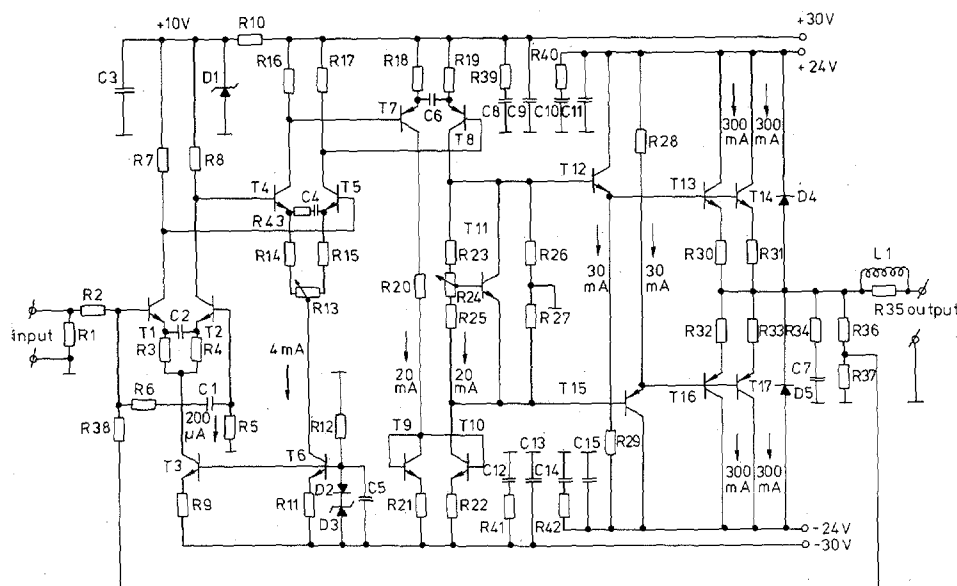 +10V R10 +30V
+24V
R16 R17 R18 R19 R39 R40
C3 D1 T7 C6 T8 C8 C9 C10 C11
300 mA 300 mA
R7 R8 R28
T4 C4 T5 T12 T13 T14 D4
R43 T11
R14 R15 R23 R26 30 mA 30 mA R30 R31 L1
R13 R20 R24 R35 output
R2 R25 R27
input R1 T1 C2 T2 R32 R33 R34 R36
R3 R4 4mA 20 mA 20 mA T15 C7 R37
R6 C1 T16 T17 D5
R38 200 µA R5 R12 T9 T10 R29
T3 T6 C13 C15 300 mA 300 mA
D2 C5 C12 C14
R9 R11 D3 R21 R22 R41 R42
-24V
-30V